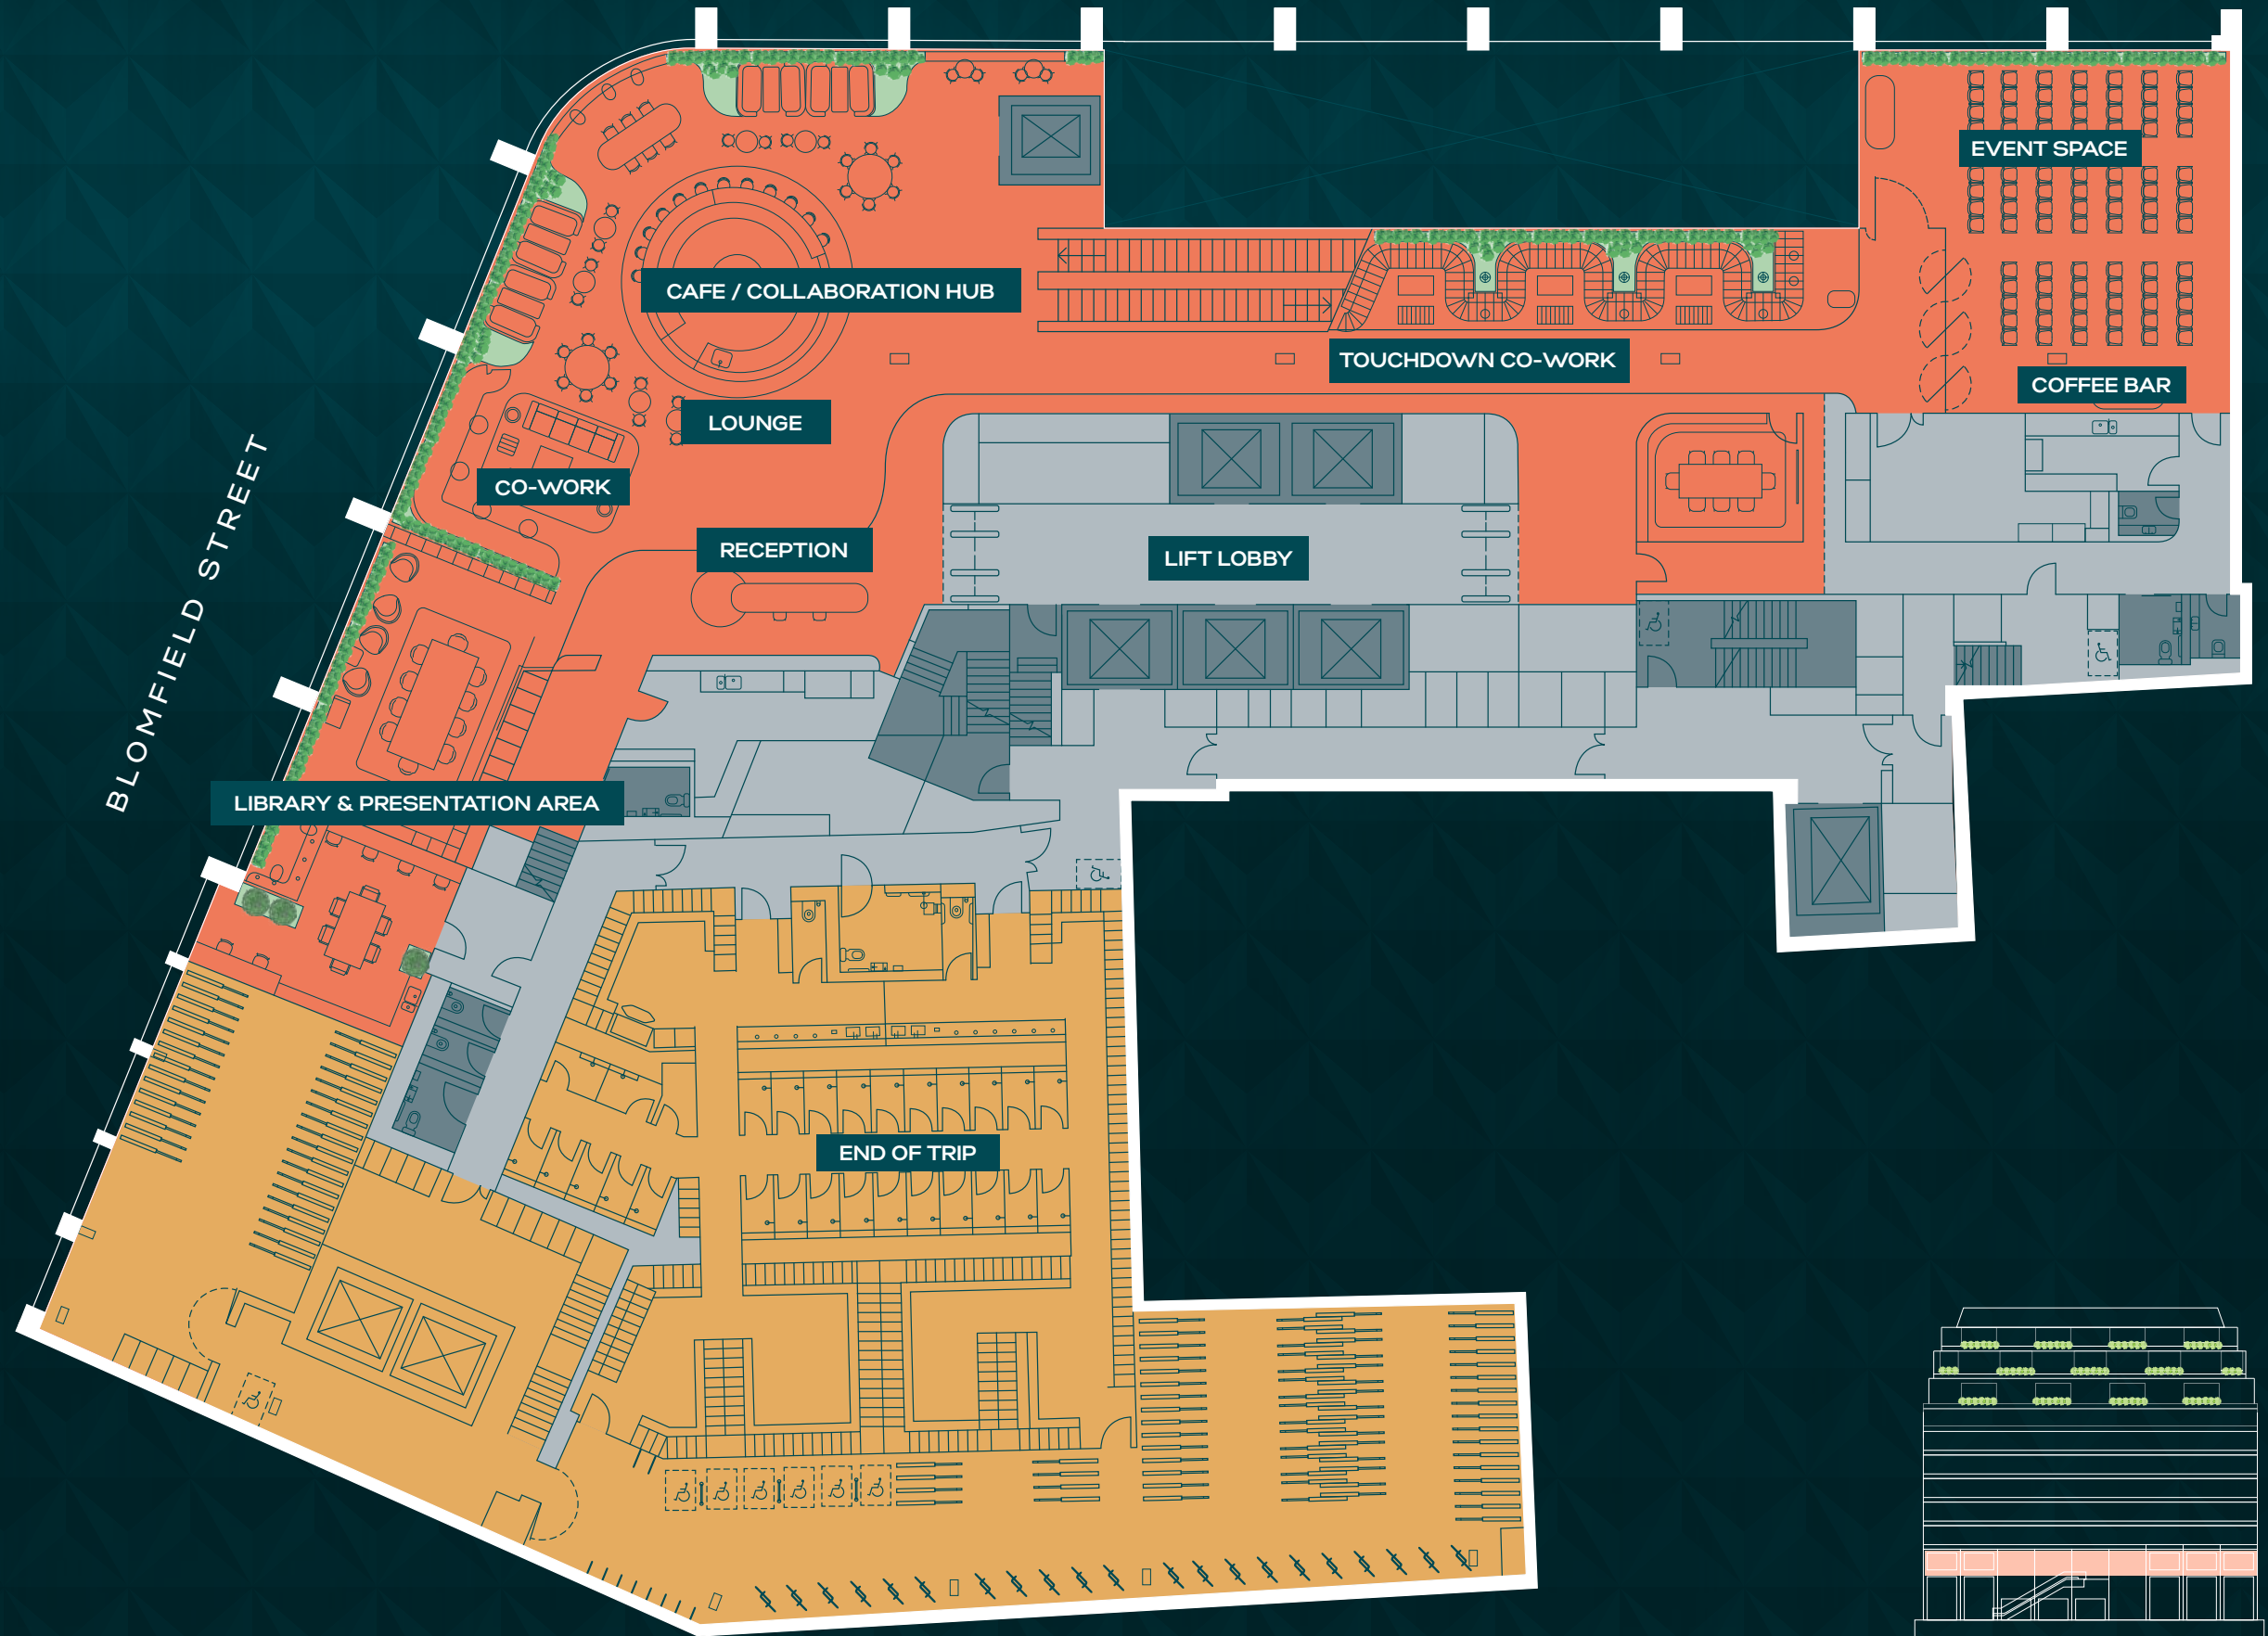 EVENT SPACE
CAFE / COLLABORATION HUB
TOUCHDOWN CO-WORK
COFFEE BAR
LOUNGE
CO-WORK
RECEPTION
LIFT LOBBY
BLOMFIELD STREET
LIBRARY & PRESENTATION AREA
END OF TRIP